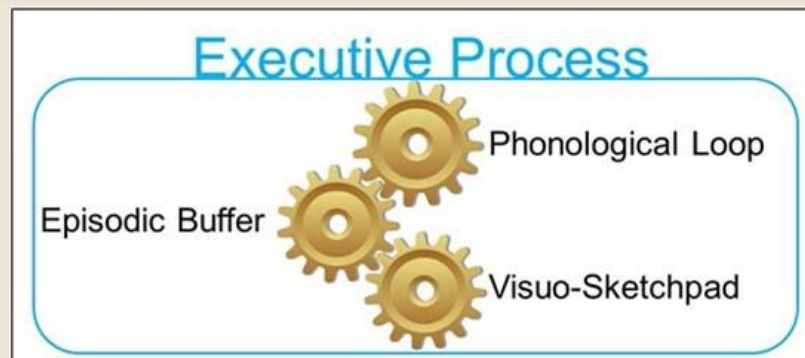 Executive Process
Phonological Loop
Episodic Buffer
Visuo-Sketchpad